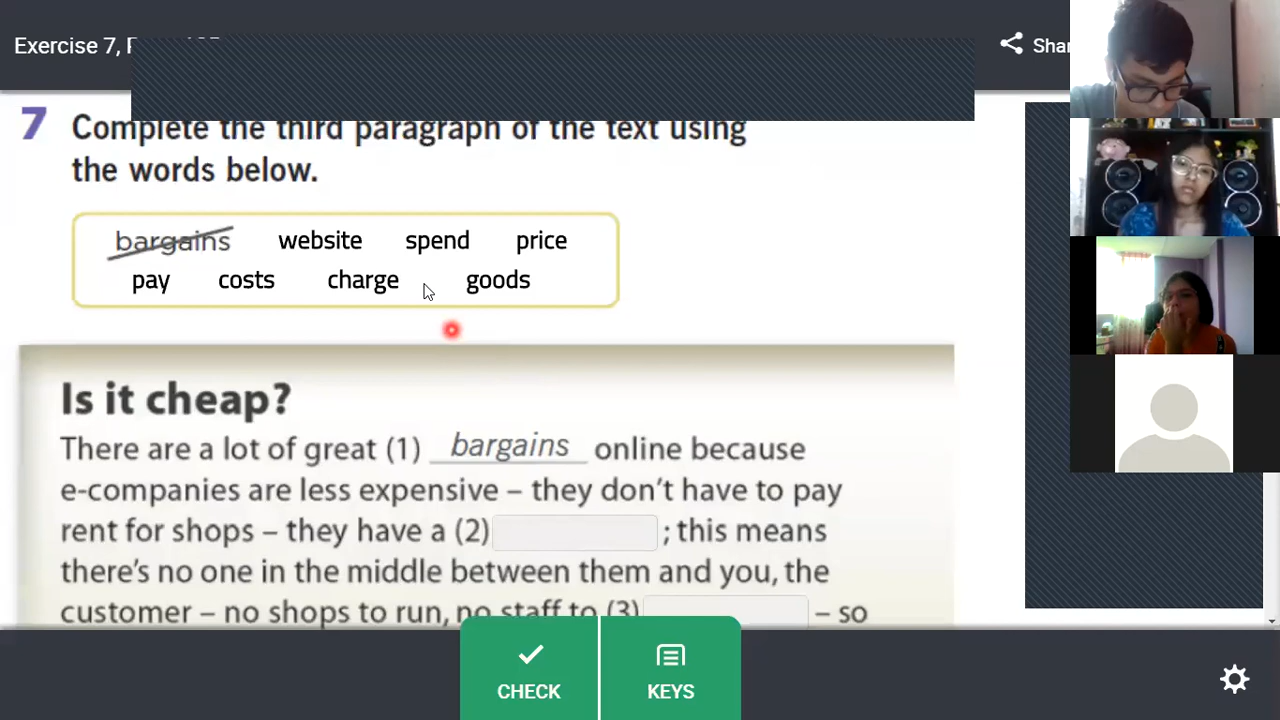 Exercise 7,
Shar
7 Complete the third paragraph of the text using
the words below.
bargains website spend price
pay costs charge goods
Is it cheap?
There are a lot of great (1) bargains online because
e-companies are less expensive – they don't have to pay
rent for shops – they have a (2) ; this means
there's no one in the middle between them and you, the
customer – no shops to run, no staff to (3) – so
CHECK
KEYS